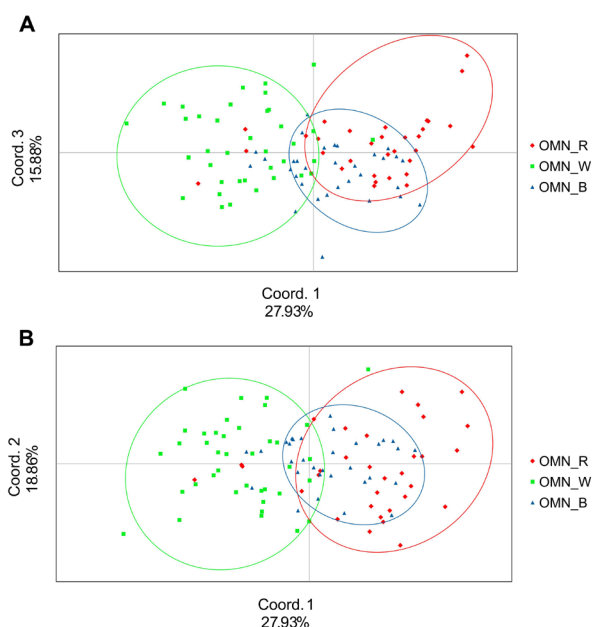 A
Coord. 3
15.88%
OMN_R
OMN_W
OMN_B
Coord. 1
27.93%
B
Coord. 2
18.86%
OMN_R
OMN_W
OMN_B
Coord. 1
27.93%